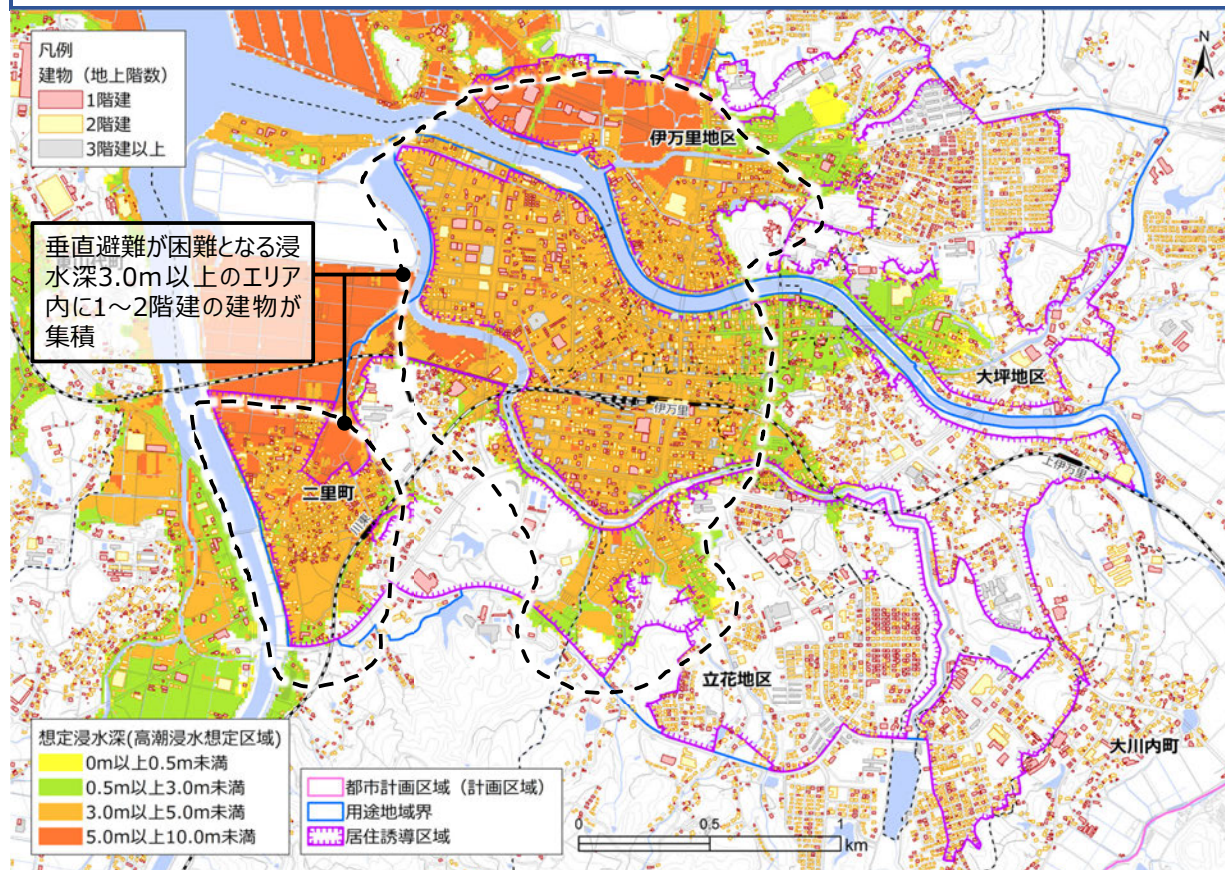 凡例
建物（地上階数）
1階建
2階建
3階建以上
N
伊万里地区
垂直避難が困難となる浸
水深3.0m以上のエリア
内に1～2階建の建物が
集積
大坪地区
伊万里
上伊万里
二里町
川東
立花地区
大川内町
想定浸水深(高潮浸水想定区域)
0m以上0.5m未満
0.5m以上3.0m未満
3.0m以上5.0m未満
5.0m以上10.0m未満
都市計画区域（計画区域）
用途地域界
居住誘導区域
0 0.5 1
km